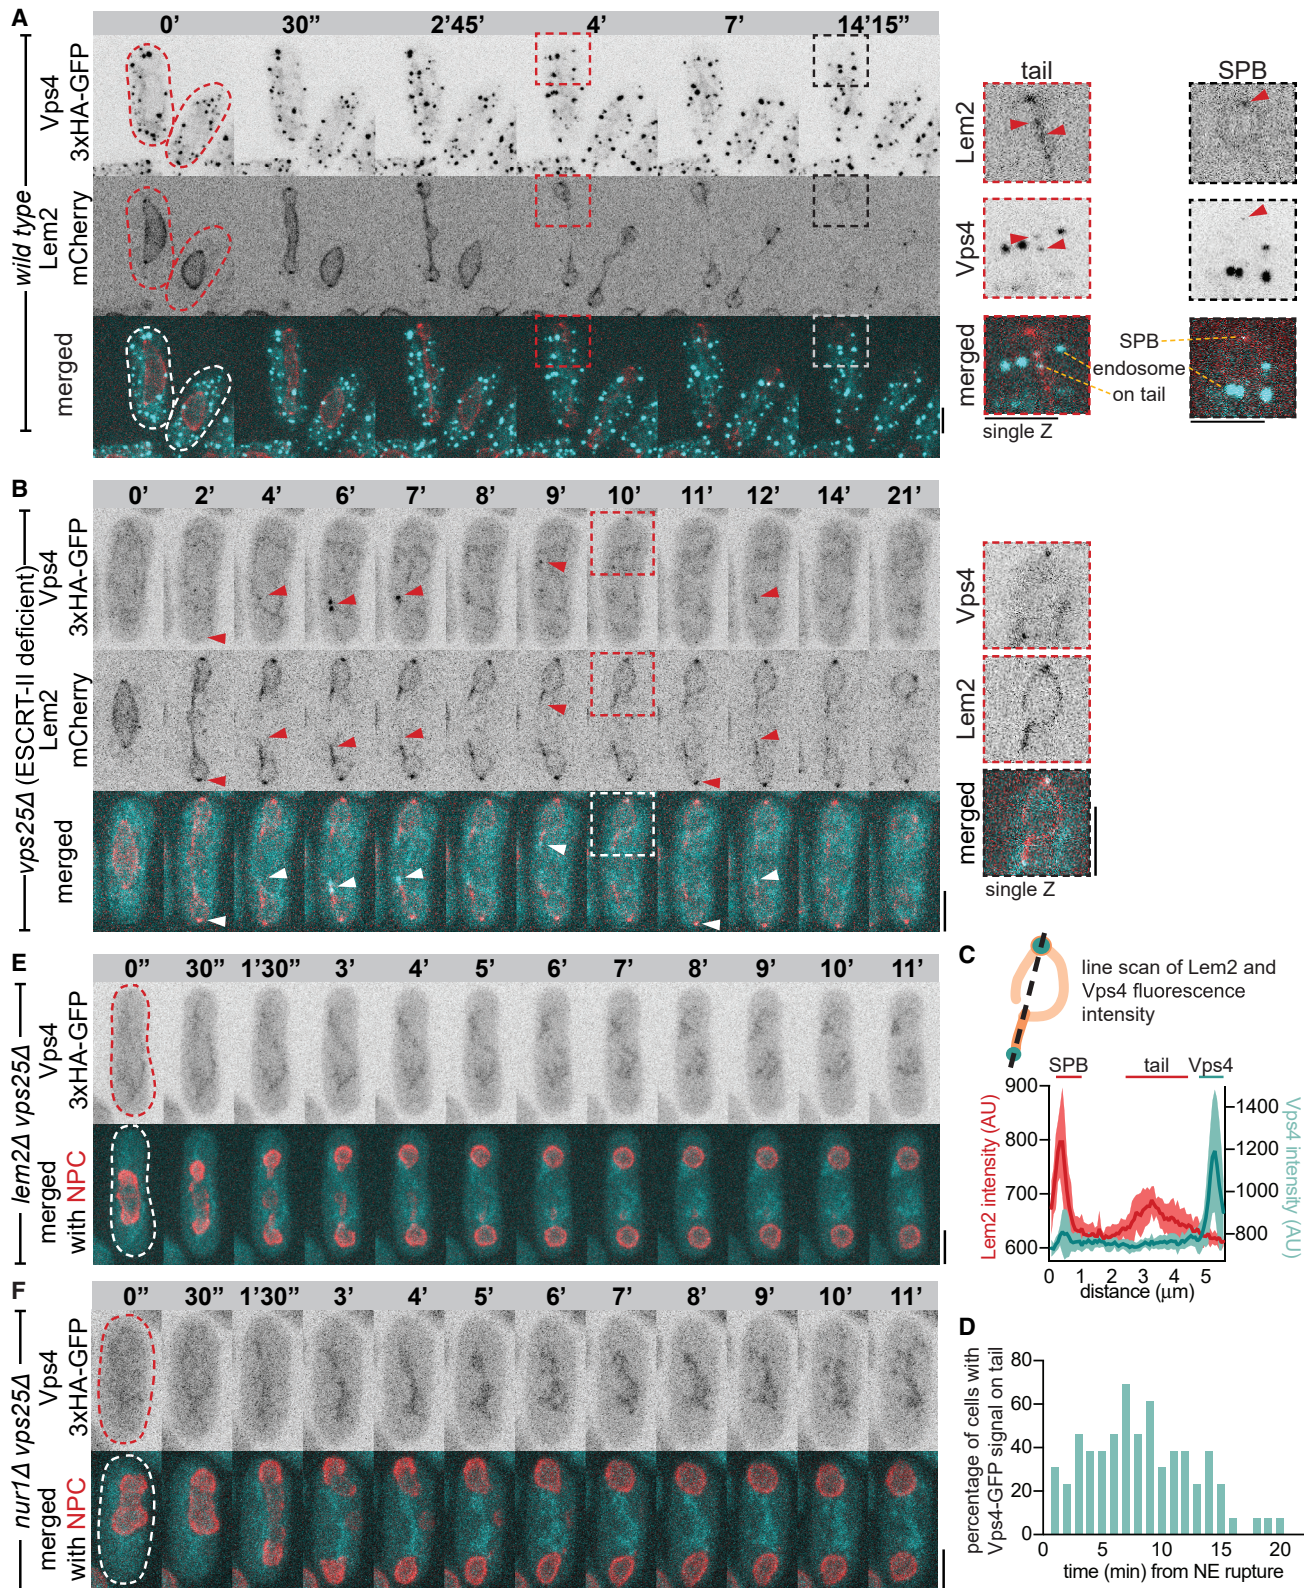 A
0’ 30” 2’45’ 4’ 7’ 14’15”
wild type
Vps4
3xHA-GFP
Lem2
mCherry
merged
tail SPB
Lem2
Vps4
merged
SPB
endosome
on tail
single Z
B
0’ 2’ 4’ 6’ 7’ 8’ 9’ 10’ 11’ 12’ 14’ 21’
vps25Δ (ESCRT-II deficient)
Vps4
3xHA-GFP
Lem2
mCherry
merged
Vps4
Lem2
merged
single Z
E
0” 30” 1’30” 3’ 4’ 5’ 6’ 7’ 8’ 9’ 10’ 11’
lem2Δ vps25Δ
Vps4
3xHA-GFP
merged
with NPC
C
line scan of Lem2 and
Vps4 fluorescence
intensity
SPB tail Vps4
Lem2 intensity (AU)
900
800
700
600
Vps4 intensity (AU)
1400
1200
1000
800
0 1 2 3 4 5
distance (μm)
F
0” 30” 1’30” 3’ 4’ 5’ 6’ 7’ 8’ 9’ 10’ 11’
nur1Δ vps25Δ
Vps4
3xHA-GFP
merged
with NPC
D
percentage of cells with
Vps4-GFP signal on tail
80
60
40
20
0
0 5 10 15 20
time (min) from NE rupture